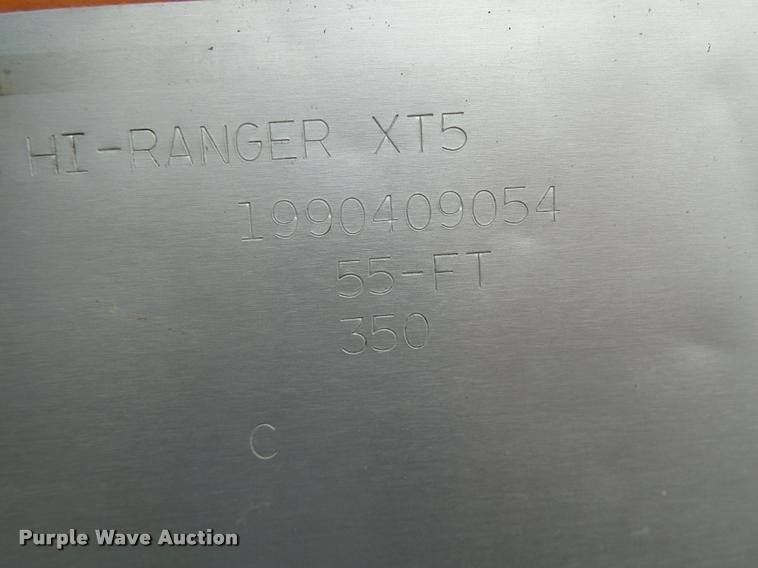 HI-RANGER XT5
1990409054
55-FT
350
C
Purple Wave Auction